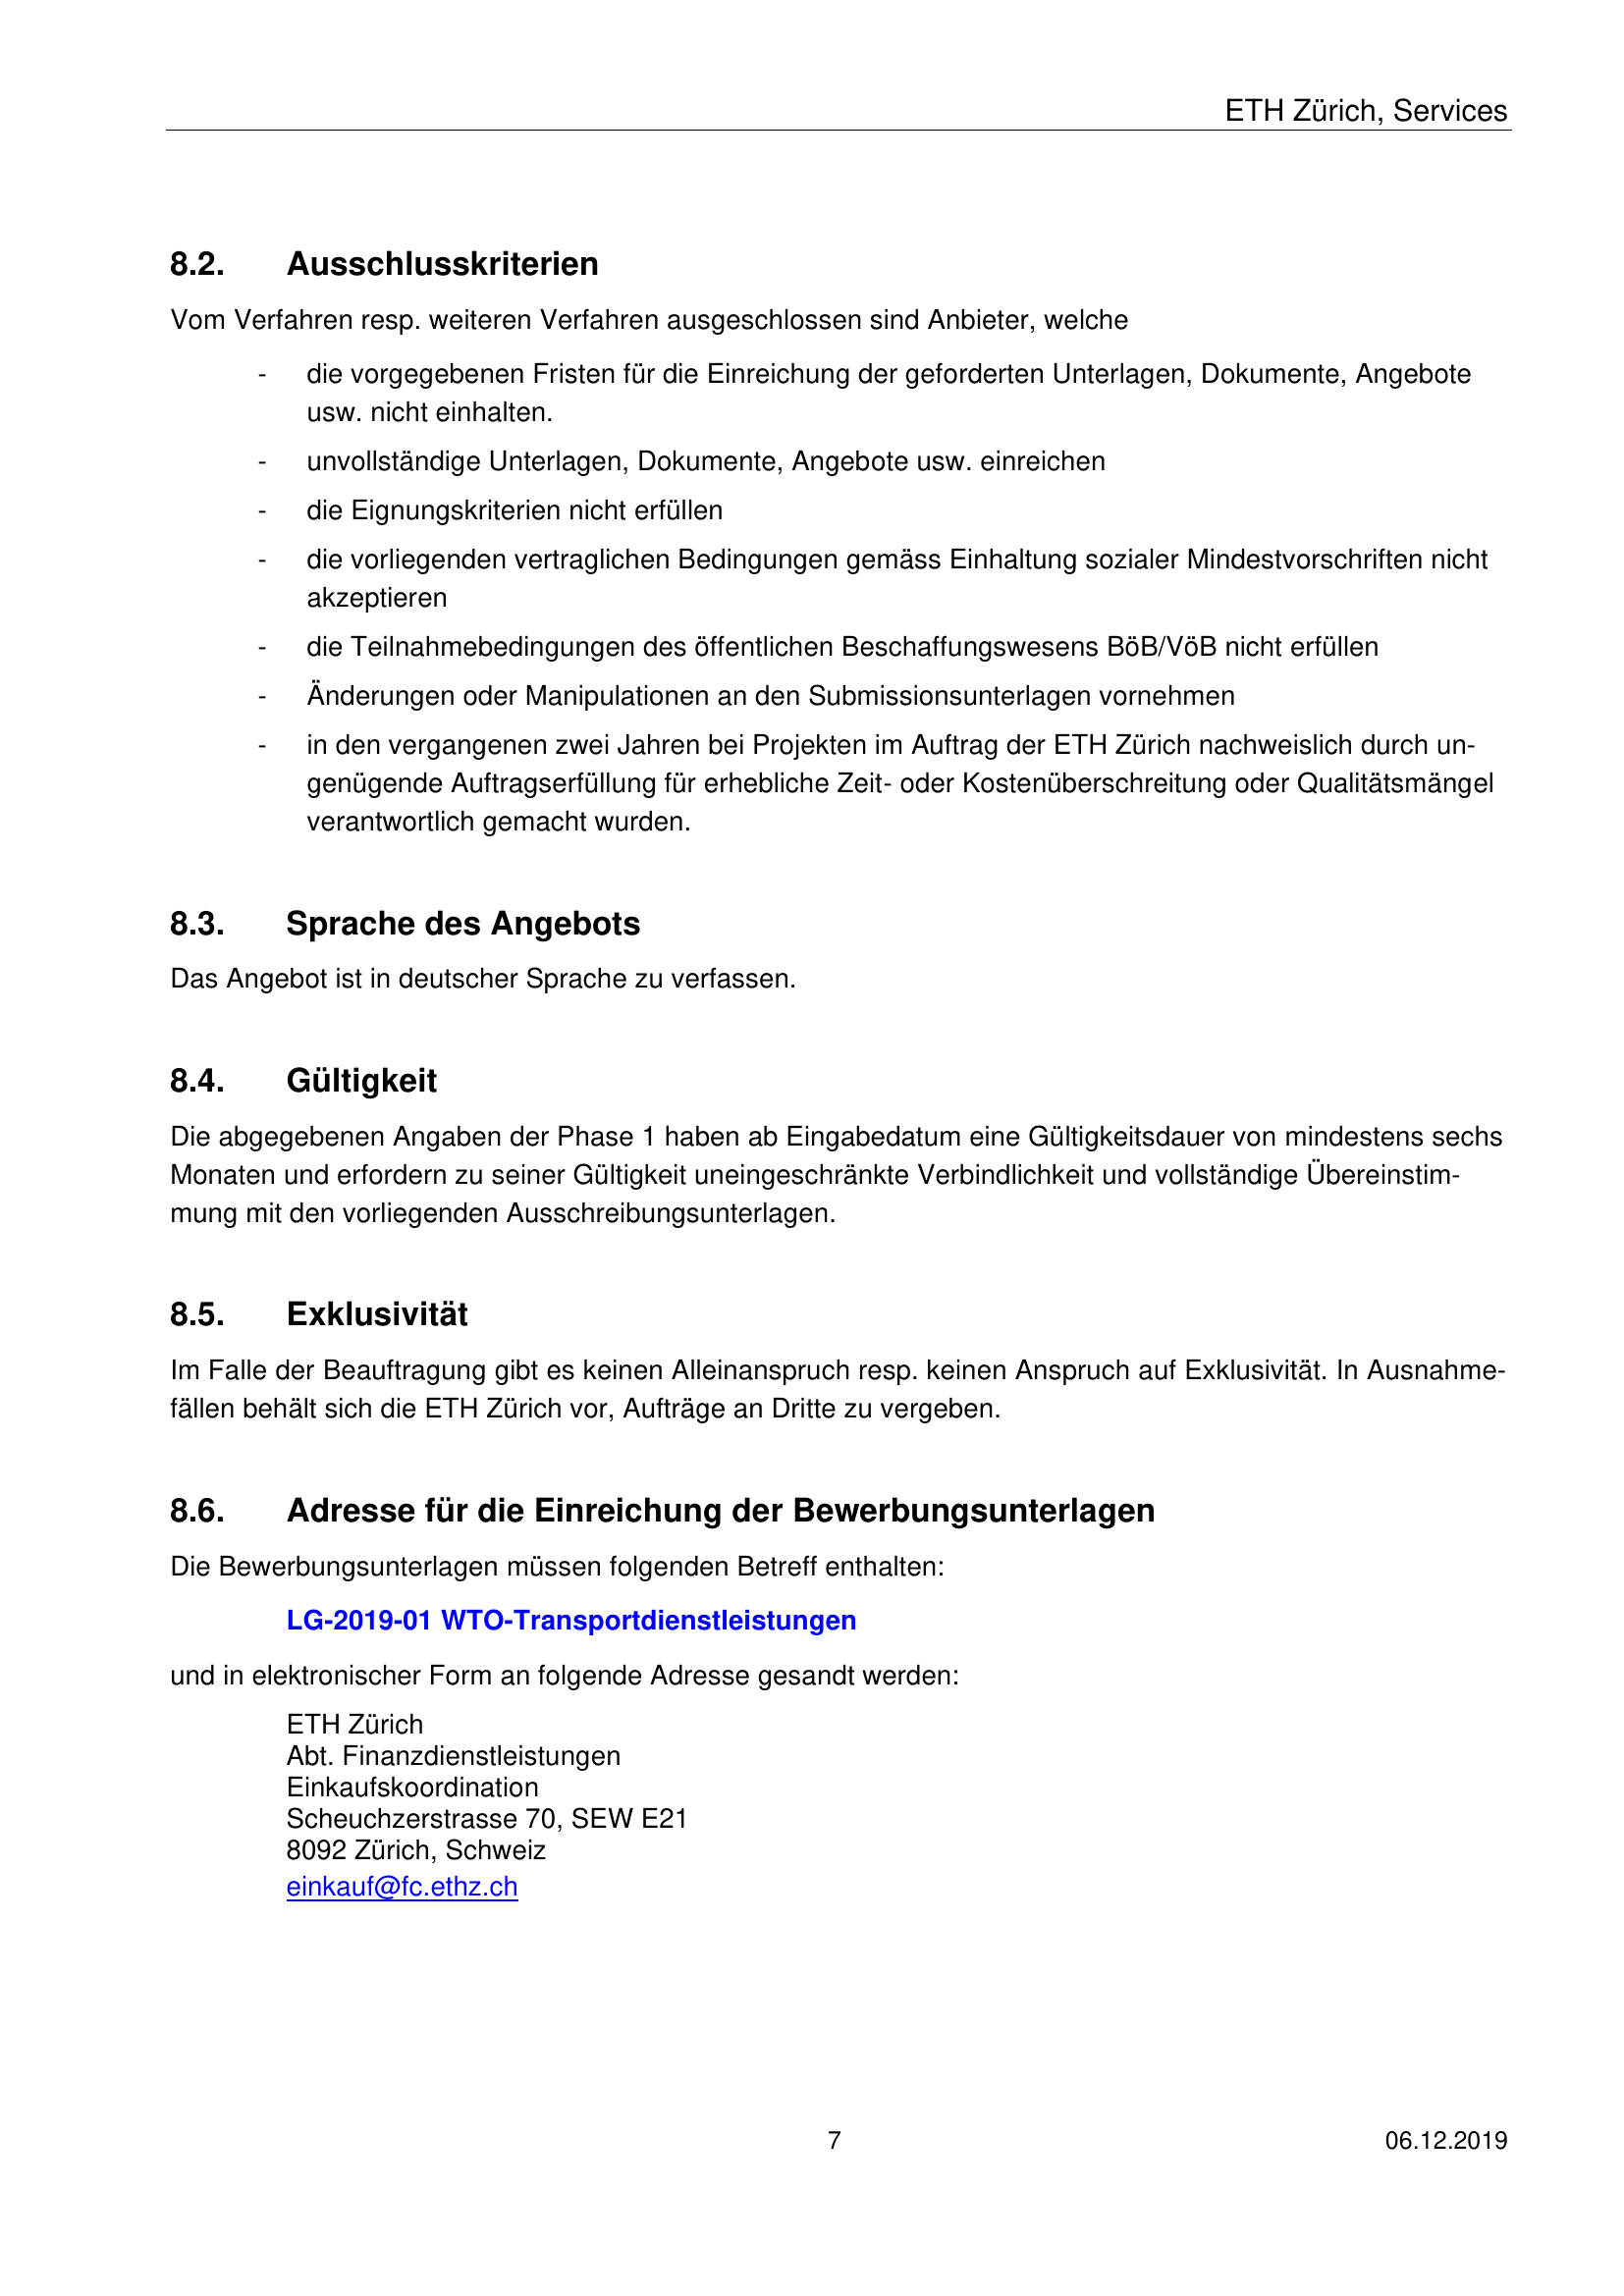 ETH Zürich, Services
8.2. Ausschlusskriterien
Vom Verfahren resp. weiteren Verfahren ausgeschlossen sind Anbieter, welche
- die vorgegebenen Fristen für die Einreichung der geforderten Unterlagen, Dokumente, Angebote
usw. nicht einhalten.
- unvollständige Unterlagen, Dokumente, Angebote usw. einreichen
- die Eignungskriterien nicht erfüllen
- die vorliegenden vertraglichen Bedingungen gemäss Einhaltung sozialer Mindestvorschriften nicht
akzeptieren
- die Teilnahmebedingungen des öffentlichen Beschaffungswesens BöB/VöB nicht erfüllen
- Änderungen oder Manipulationen an den Submissionsunterlagen vornehmen
- in den vergangenen zwei Jahren bei Projekten im Auftrag der ETH Zürich nachweislich durch un-
genügende Auftragserfüllung für erhebliche Zeit- oder Kostenüberschreitung oder Qualitätsmängel
verantwortlich gemacht wurden.
8.3. Sprache des Angebots
Das Angebot ist in deutscher Sprache zu verfassen.
8.4. Gültigkeit
Die abgegebenen Angaben der Phase 1 haben ab Eingabedatum eine Gültigkeitsdauer von mindestens sechs
Monaten und erfordern zu seiner Gültigkeit uneingeschränkte Verbindlichkeit und vollständige Übereinstim-
mung mit den vorliegenden Ausschreibungsunterlagen.
8.5. Exklusivität
Im Falle der Beauftragung gibt es keinen Alleinanspruch resp. keinen Anspruch auf Exklusivität. In Ausnahme-
fällen behält sich die ETH Zürich vor, Aufträge an Dritte zu vergeben.
8.6. Adresse für die Einreichung der Bewerbungsunterlagen
Die Bewerbungsunterlagen müssen folgenden Betreff enthalten:
LG-2019-01 WTO-Transportdienstleistungen
und in elektronischer Form an folgende Adresse gesandt werden:
ETH Zürich
Abt. Finanzdienstleistungen
Einkaufskoordination
Scheuchzerstrasse 70, SEW E21
8092 Zürich, Schweiz
einkauf@fc.ethz.ch
7 06.12.2019